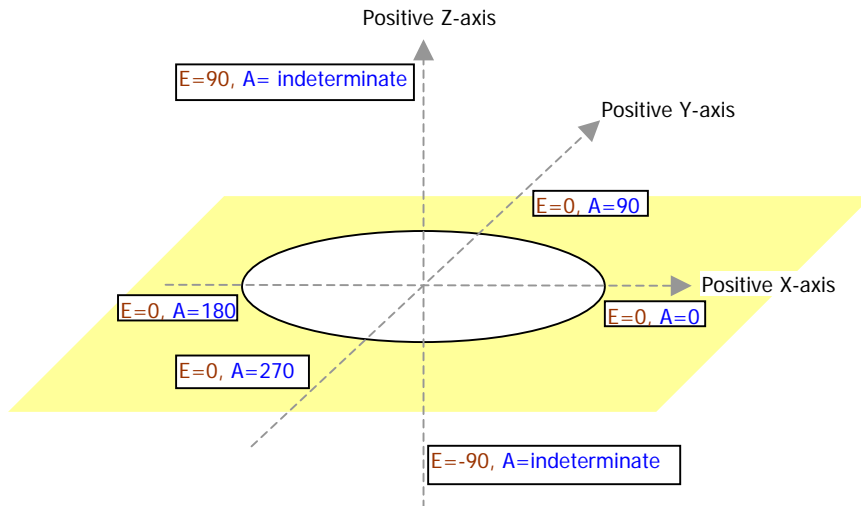 Positive Z-axis
E=90, A= indeterminate
Positive Y-axis
E=0, A=90
Positive X-axis
E=0, A=180
E=0, A=0
E=0, A=270
E=-90, A=indeterminate